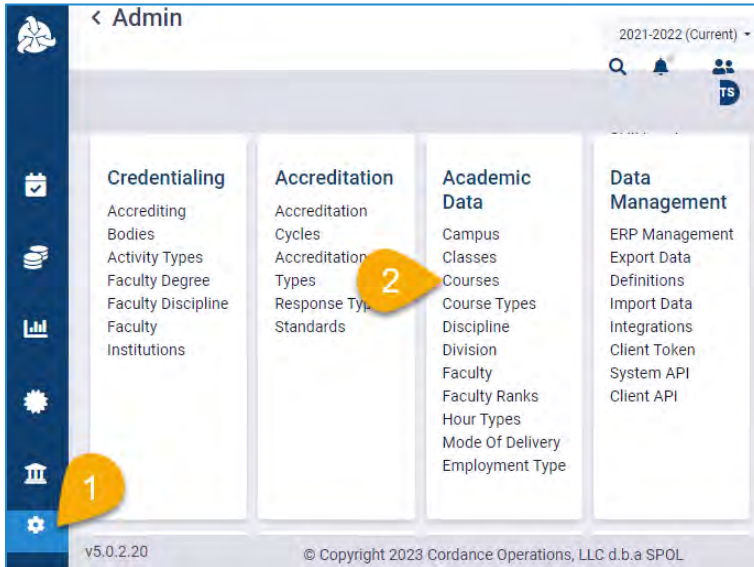 < Admin
2021-2022 (Current)
TS
Credentialing
Accrediting
Bodies
Activity Types
Faculty Degree
Faculty Discipline
Faculty
Institutions
Accreditation
Accreditation
Cycles
Accreditation
Types
Response
Standards
Academic
Data
Campus
Classes
Courses
Course Types
Discipline
Division
Faculty
Faculty Ranks
Hour Types
Mode Of Delivery
Employment Type
Data
Management
ERP Management
Export Data
Definitions
Import Data
Integrations
Client Token
System API
Client API
2
1
v5.0.2.20
© Copyright 2023 Cordance Operations, LLC d.b.a SPOL